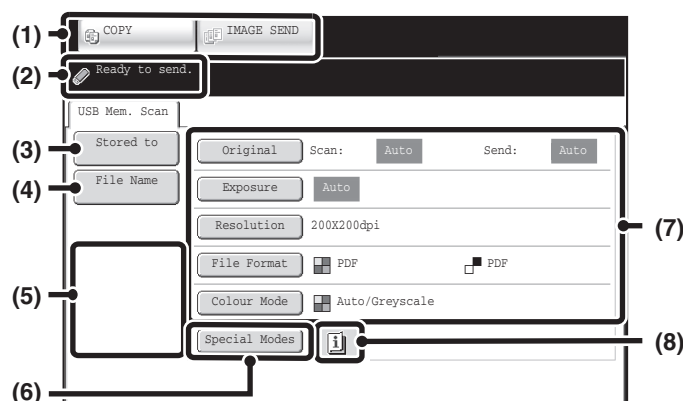 (1) COPY IMAGE SEND
(2) Ready to send.
USB Mem. Scan
(3) Stored to Original Scan: Auto Send: Auto
(4) File Name Exposure Auto
Resolution 200X200dpi (7)
File Format PDF PDF
(5) Colour Mode Auto/Greyscale
Special Modes i (8)
(6)